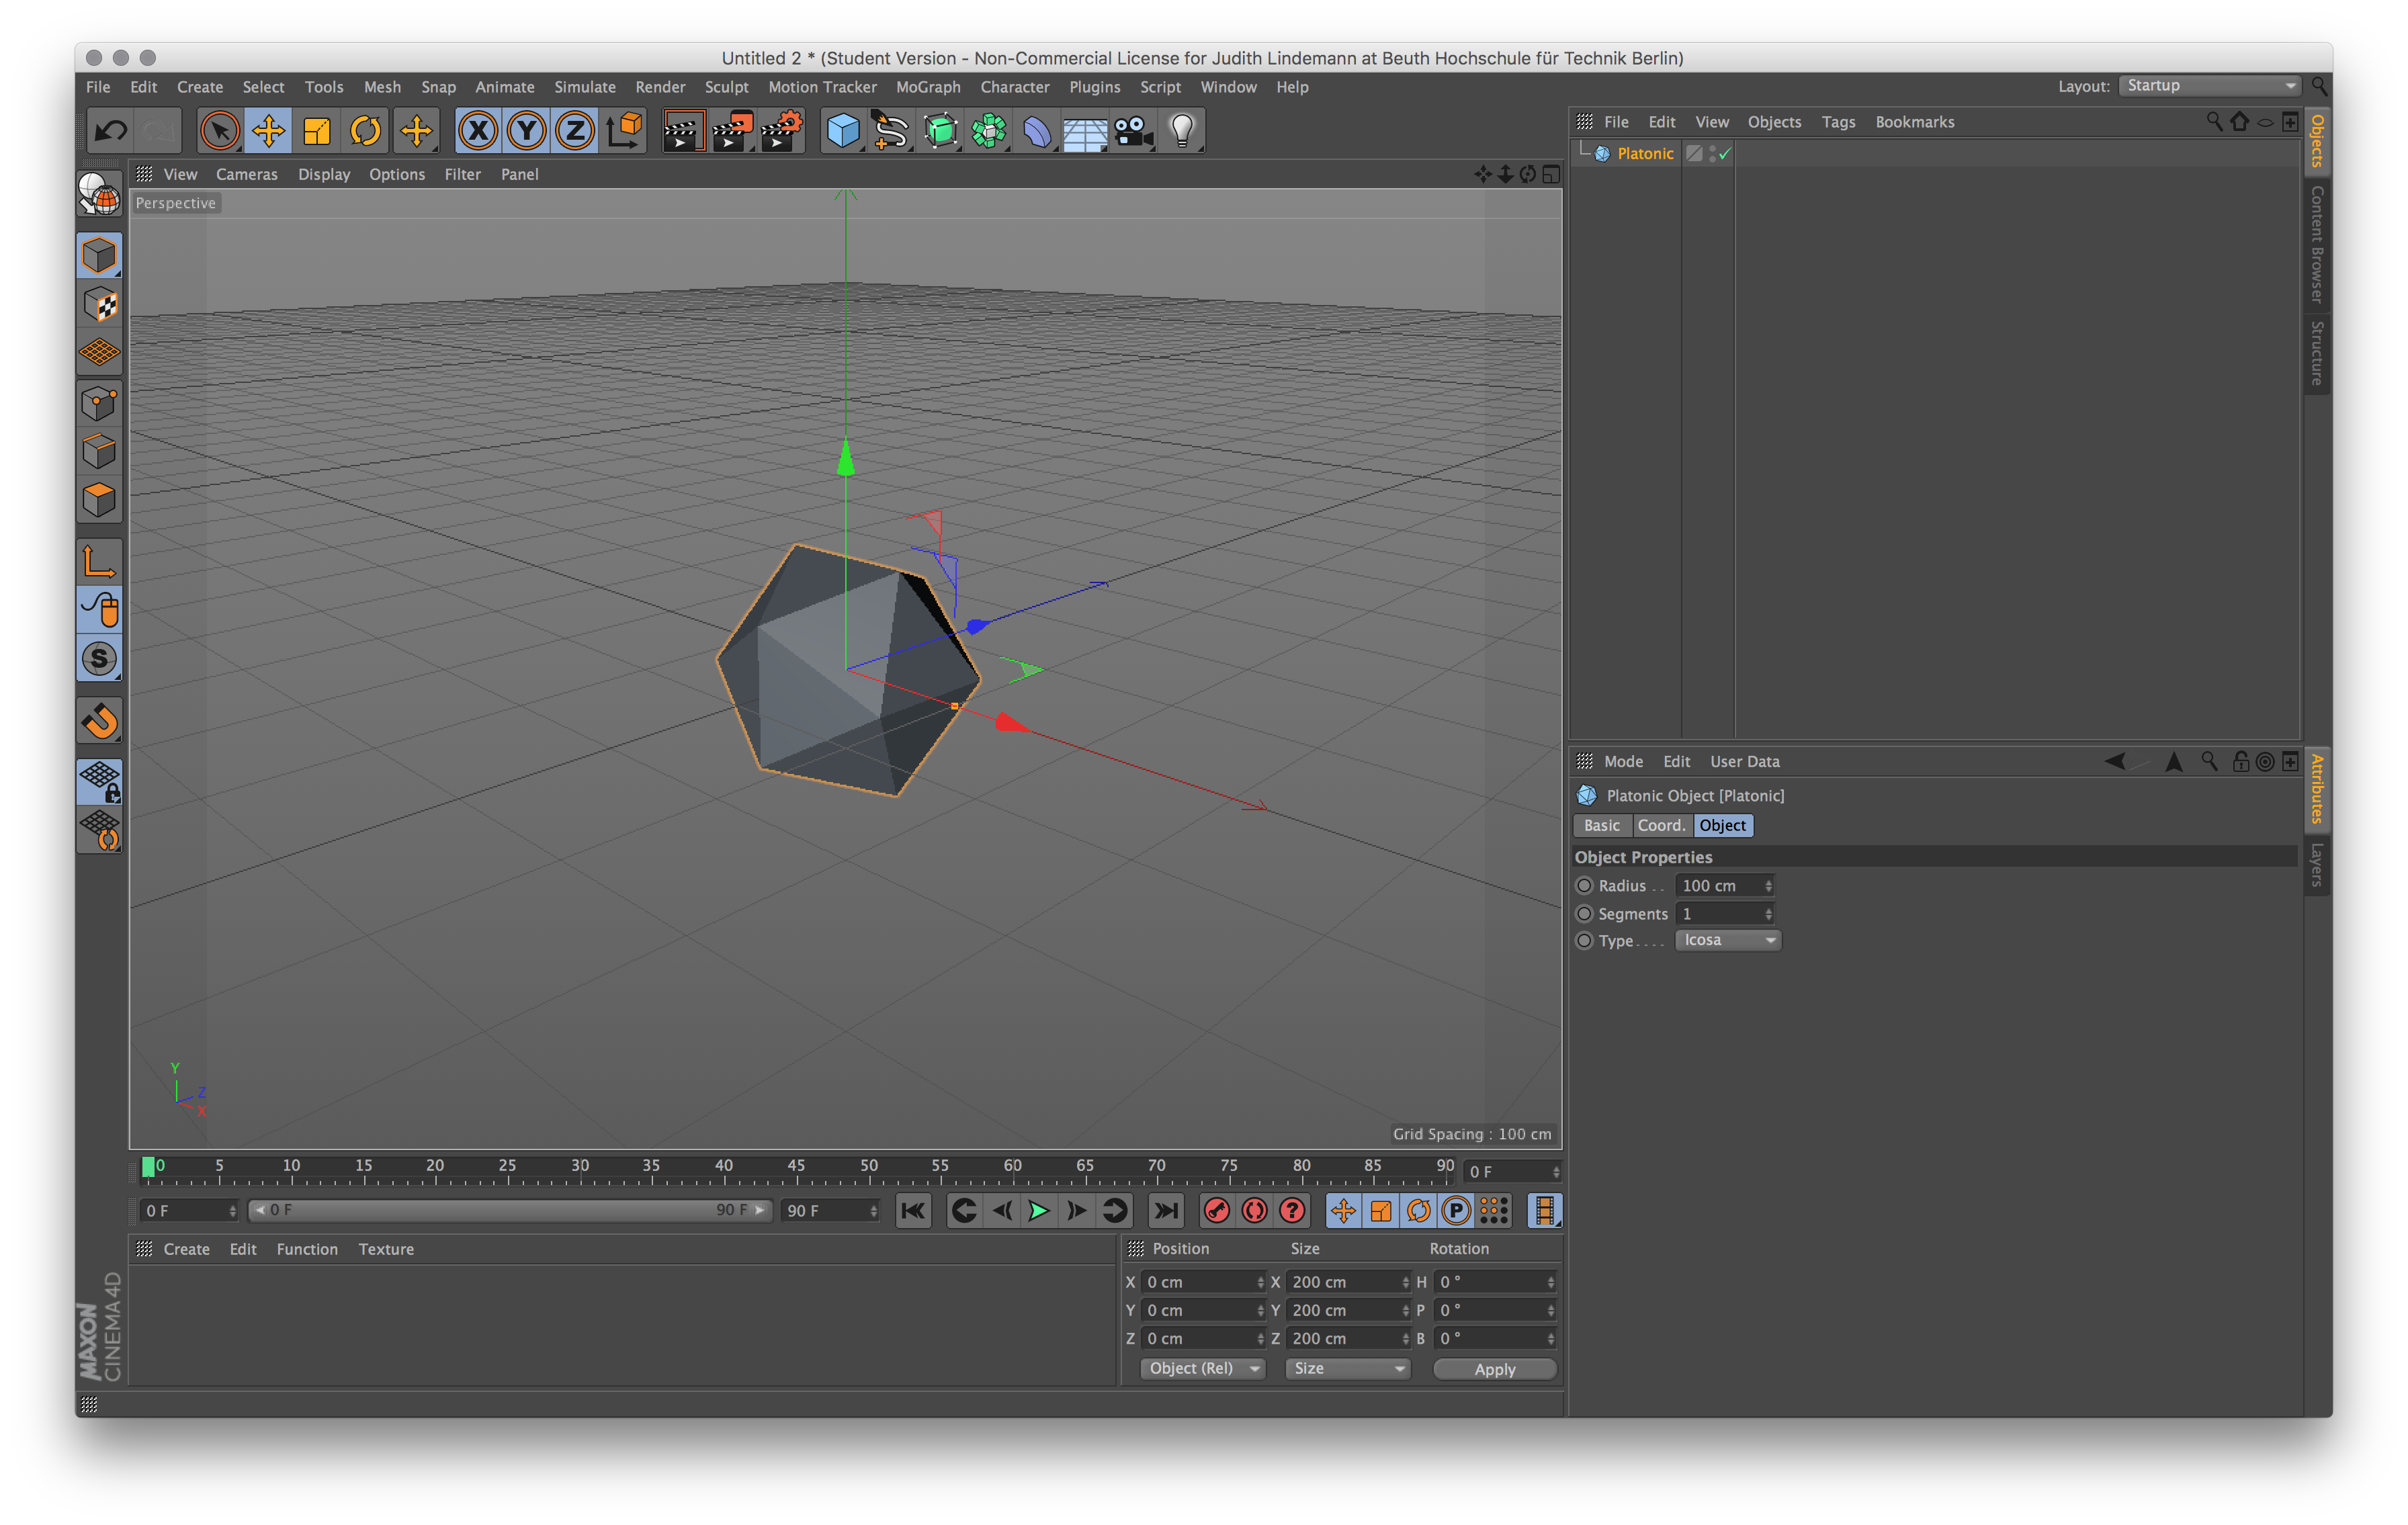 Untitled 2 * (Student Version - Non-Commercial License for Judith Lindemann at Beuth Hochschule für Technik Berlin)
File Edit Create Select Tools Mesh Snap Animate Simulate Render Sculpt Motion Tracker MoGraph Character Plugins Script Window Help
Layout: Startup
X Y Z
File Edit View Objects Tags Bookmarks
Platonic
Objects
Content Browser
Structure
View Cameras Display Options Filter Panel
Perspective
S
Y
Z
X
Grid Spacing : 100 cm
Mode Edit User Data
Platonic Object [Platonic]
Basic Coord. Object
Object Properties
Radius . . 100 cm
Segments 1
Type . . . . Icosa
Attributes
Layers
0 5 10 15 20 25 30 35 40 45 50 55 60 65 70 75 80 85 90 0 F
0 F 0 F 90 F 90 F ? P
Create Edit Function Texture
Position Size Rotation
X 0 cm X 200 cm H 0 °
Y 0 cm Y 200 cm P 0 °
Z 0 cm Z 200 cm B 0 °
Object (Rel) Size Apply
MAXON
CINEMA 4D